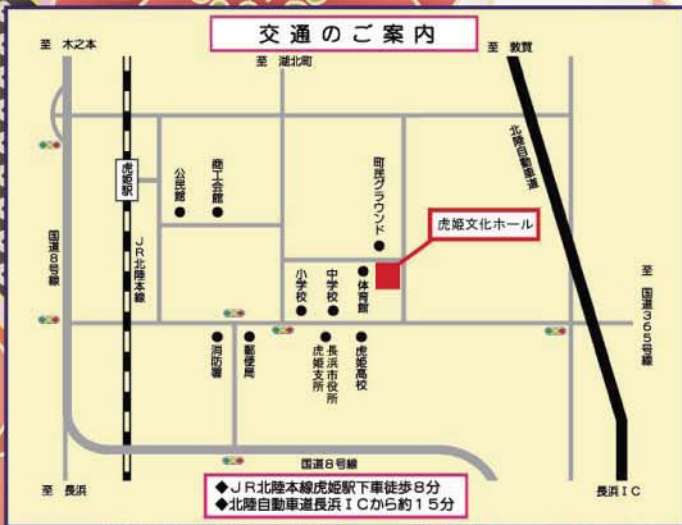 交通のご案内
至 木之本
至 湖北町
至 敦賀
北陸自動車道
虎姫駅
公民館
商工会館
町民グラウンド
虎姫文化ホール
国道8号線
JR北陸本線
小学校
中学校
体育館
至 国道365号線
消防署
郵便局
長浜市役所
虎姫支所
虎姫高校
国道8号線
至 長浜
◆JR北陸本線虎姫駅下車徒歩8分
◆北陸自動車道長浜ICから約15分
長浜IC